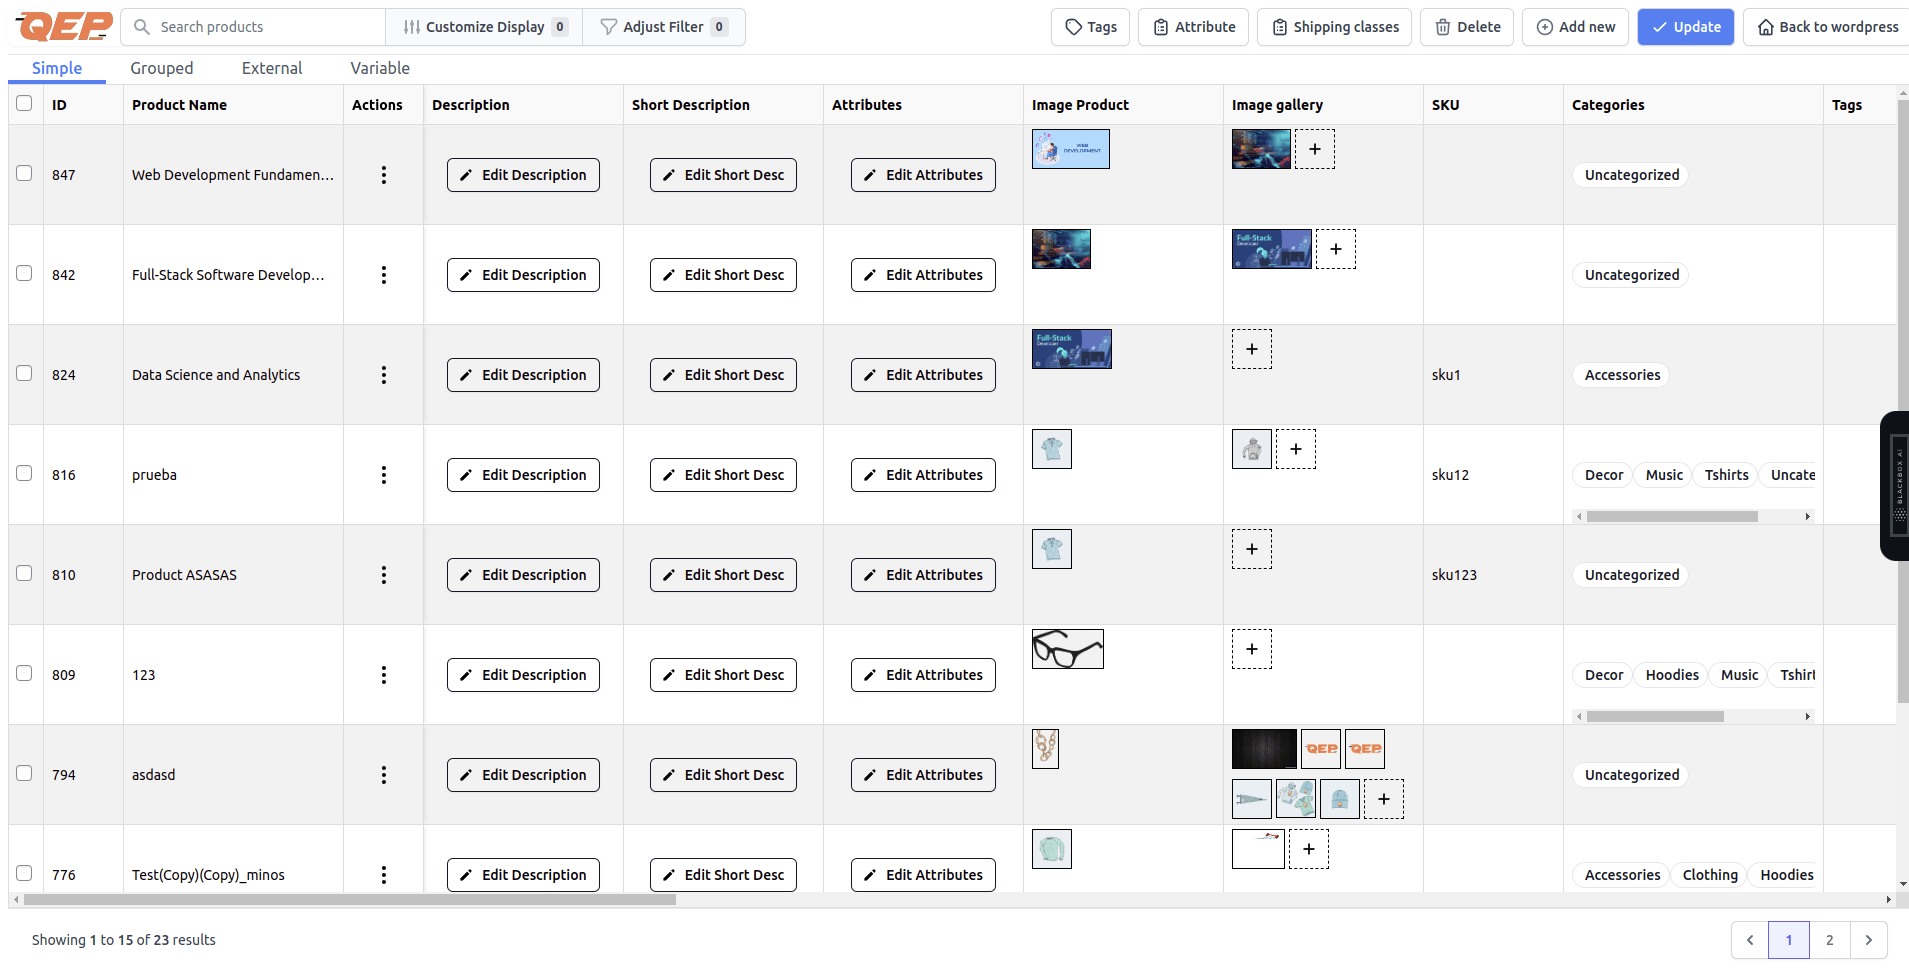 QEP Search products Customize Display 0 Adjust Filter 0 Tags Attribute Shipping classes Delete Add new Update Back to wordpress
Simple Grouped External Variable
ID Product Name Actions Description Short Description Attributes Image Product Image gallery SKU Categories Tags
WEB DEVELOPMENT
847 Web Development Fundamen... Edit Description Edit Short Desc Edit Attributes Uncategorized
Full-Stack Developer
842 Full-Stack Software Develop... Edit Description Edit Short Desc Edit Attributes Uncategorized
Full-Stack Developer
824 Data Science and Analytics Edit Description Edit Short Desc Edit Attributes sku1 Accessories
816 prueba Edit Description Edit Short Desc Edit Attributes sku12 Decor Music Tshirts Uncate
BLACKBOX AI
810 Product ASASAS Edit Description Edit Short Desc Edit Attributes sku123 Uncategorized
809 123 Edit Description Edit Short Desc Edit Attributes Decor Hoodies Music Tshirt
QEP QEP
794 asdasd Edit Description Edit Short Desc Edit Attributes Uncategorized
776 Test(Copy)(Copy)_minos Edit Description Edit Short Desc Edit Attributes Accessories Clothing Hoodies
Showing 1 to 15 of 23 results 1 2